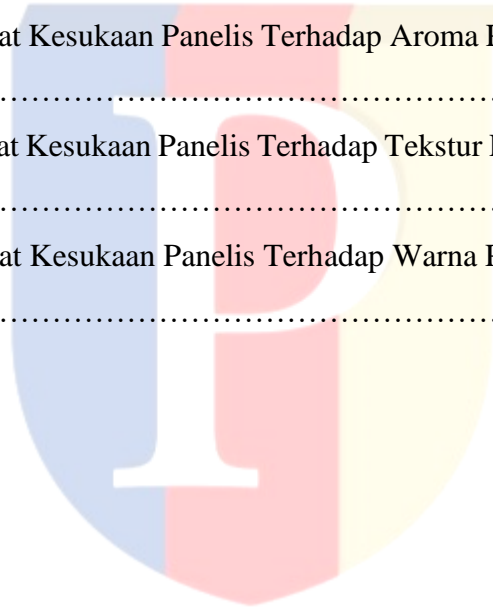 at Kesukaan Panelis Terhadap Aroma
................................................
at Kesukaan Panelis Terhadap Tekstur
................................................
at Kesukaan Panelis Terhadap Warna
................................................
P